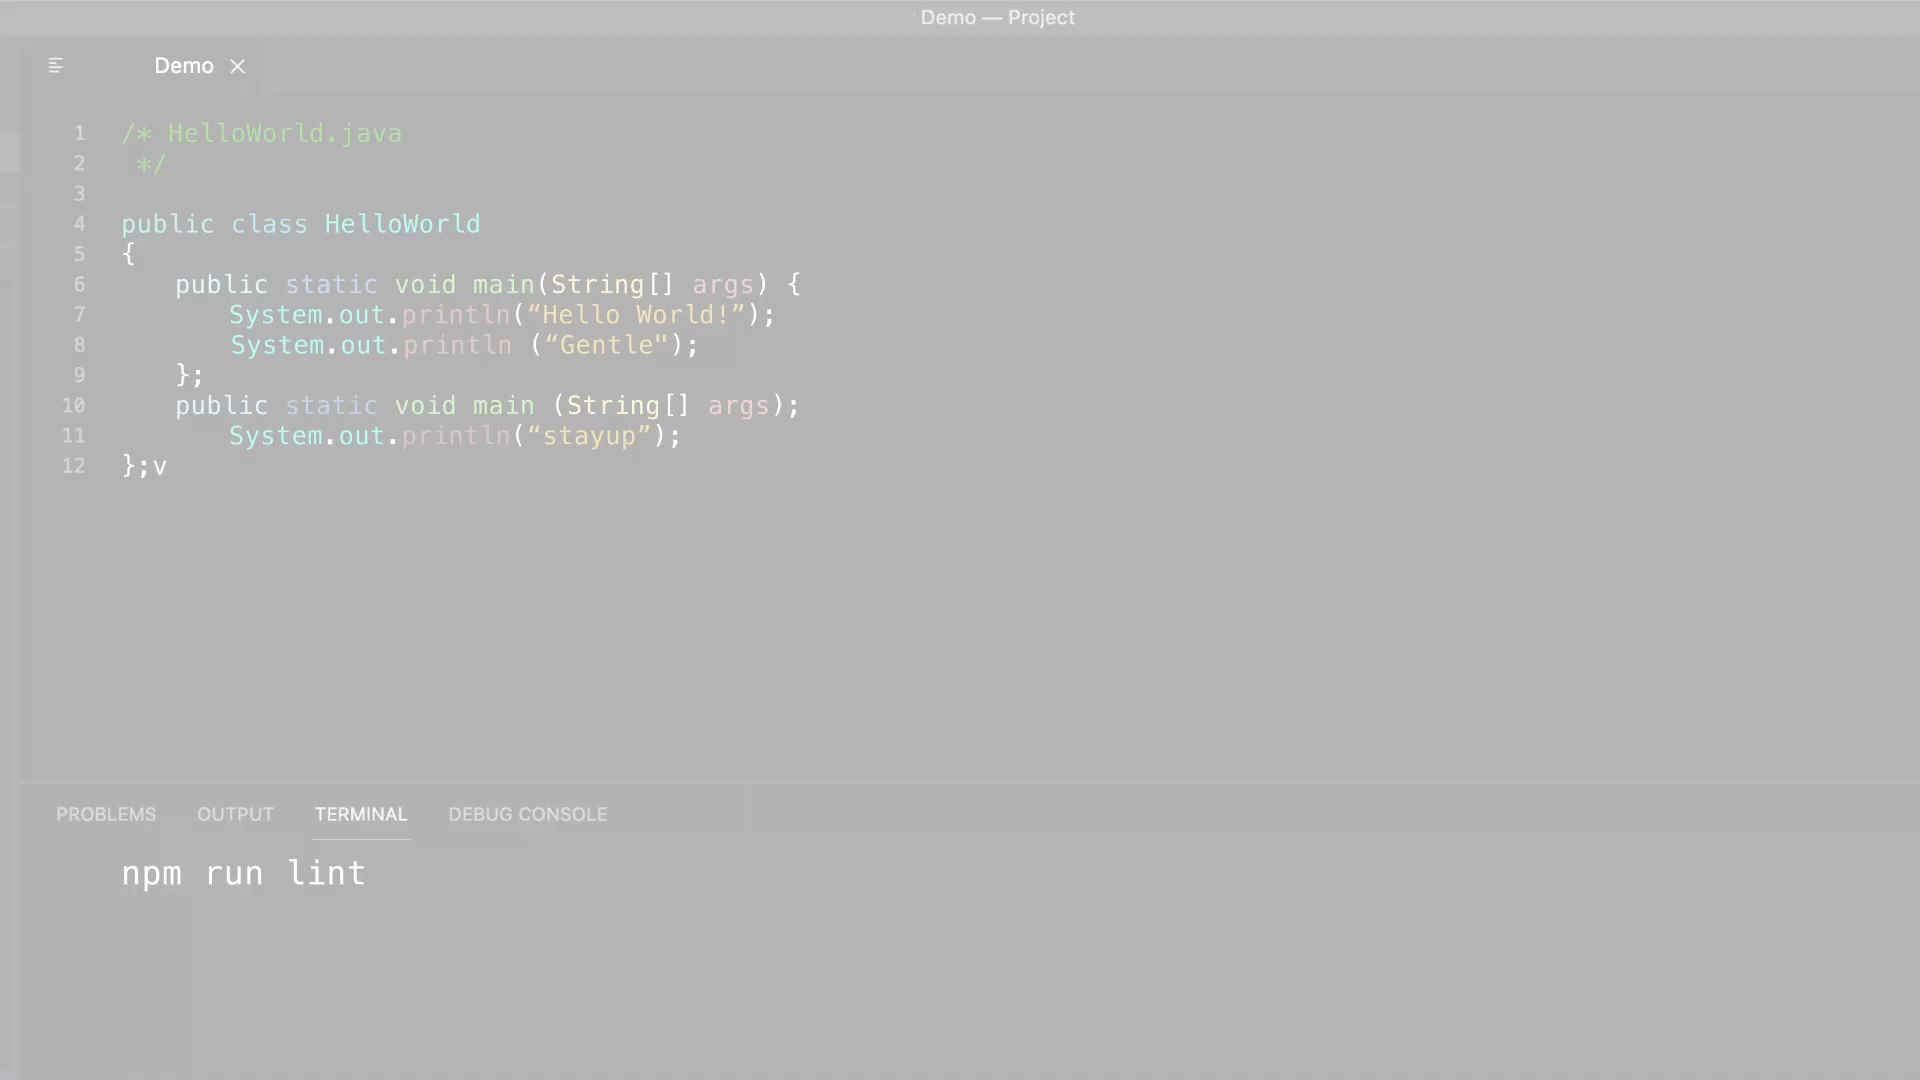 Demo — Project
Demo
1 /* HelloWorld.java
2 */
3
4 public class HelloWorld
5 {
6 public static void main(String[] args) {
7 System.out.println(“Hello World!”);
8 System.out.println (“Gentle");
9 };
10 public static void main (String[] args);
11 System.out.println(“stayup”);
12 };v
PROBLEMS OUTPUT TERMINAL DEBUG CONSOLE
npm run lint